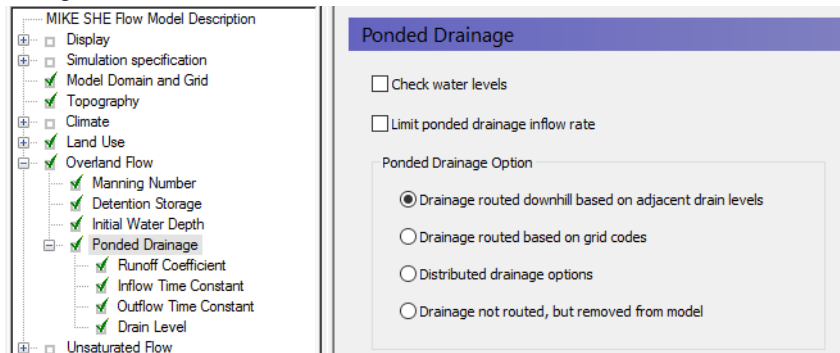 MIKE SHE Flow Model Description
Display
Simulation specification
Model Domain and Grid
Topography
Climate
Land Use
Overland Flow
Manning Number
Detention Storage
Initial Water Depth
Ponded Drainage
Runoff Coefficient
Inflow Time Constant
Outflow Time Constant
Drain Level
Unsaturated Flow
Ponded Drainage
Check water levels
Limit ponded drainage inflow rate
Ponded Drainage Option
Drainage routed downhill based on adjacent drain levels
Drainage routed based on grid codes
Distributed drainage options
Drainage not routed, but removed from model